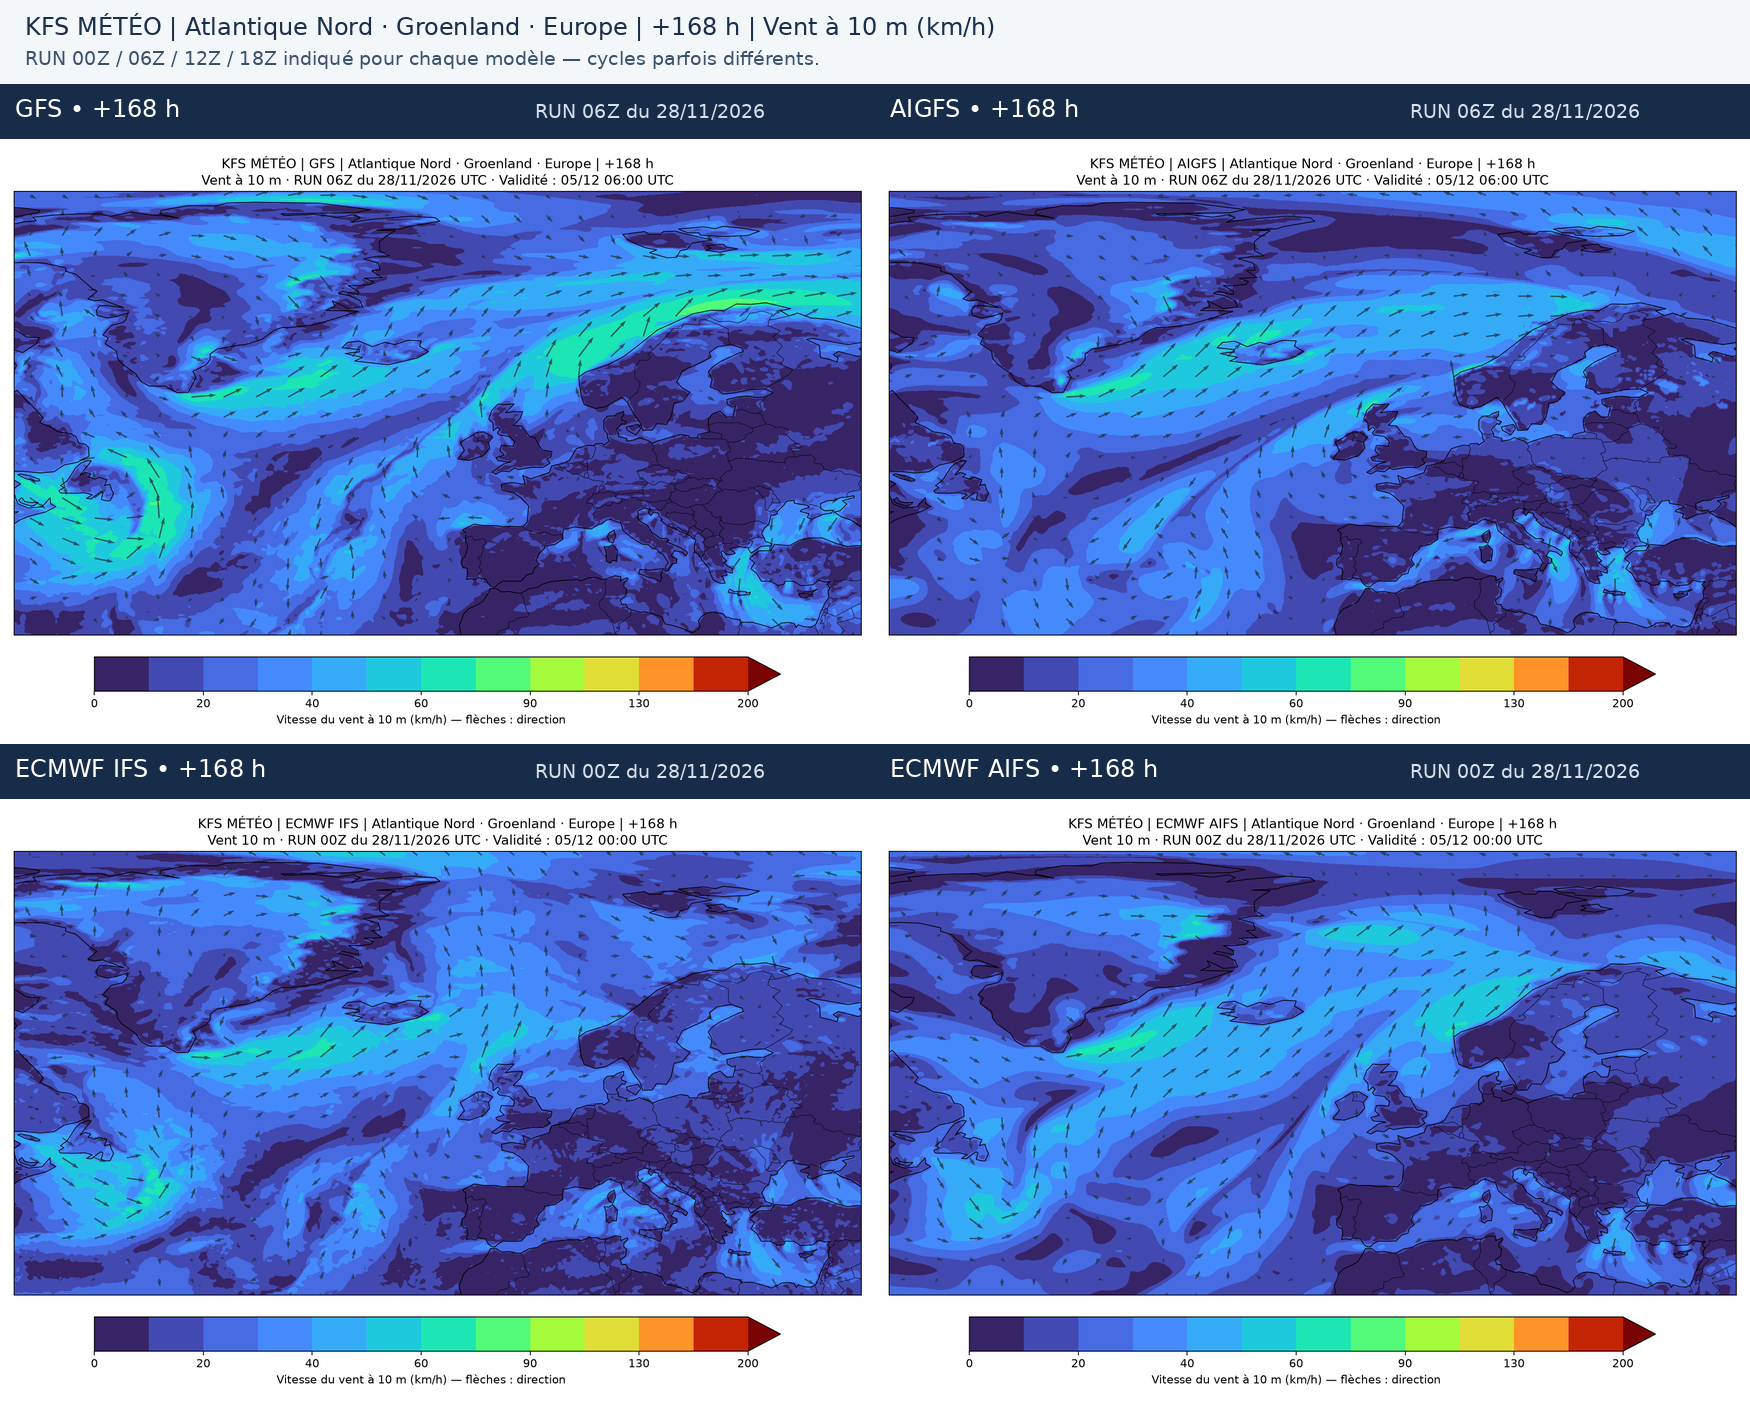 KFS MÉTÉO | Atlantique Nord · Groenland · Europe | +168 h | Vent à 10 m (km/h)
RUN 00Z / 06Z / 12Z / 18Z indiqué pour chaque modèle — cycles parfois différents.
GFS • +168 h
RUN 06Z du 28/11/2026
AIGFS • +168 h
RUN 06Z du 28/11/2026
KFS MÉTÉO | GFS | Atlantique Nord · Groenland · Europe | +168 h
Vent à 10 m · RUN 06Z du 28/11/2026 UTC · Validité : 05/12 06:00 UTC
KFS MÉTÉO | AIGFS | Atlantique Nord · Groenland · Europe | +168 h
Vent à 10 m · RUN 06Z du 28/11/2026 UTC · Validité : 05/12 06:00 UTC
0 20 40 60 90 130 200
Vitesse du vent à 10 m (km/h) — flèches : direction
0 20 40 60 90 130 200
Vitesse du vent à 10 m (km/h) — flèches : direction
ECMWF IFS • +168 h
RUN 00Z du 28/11/2026
ECMWF AIFS • +168 h
RUN 00Z du 28/11/2026
KFS MÉTÉO | ECMWF IFS | Atlantique Nord · Groenland · Europe | +168 h
Vent 10 m · RUN 00Z du 28/11/2026 UTC · Validité : 05/12 00:00 UTC
KFS MÉTÉO | ECMWF AIFS | Atlantique Nord · Groenland · Europe | +168 h
Vent 10 m · RUN 00Z du 28/11/2026 UTC · Validité : 05/12 00:00 UTC
0 20 40 60 90 130 200
Vitesse du vent à 10 m (km/h) — flèches : direction
0 20 40 60 90 130 200
Vitesse du vent à 10 m (km/h) — flèches : direction